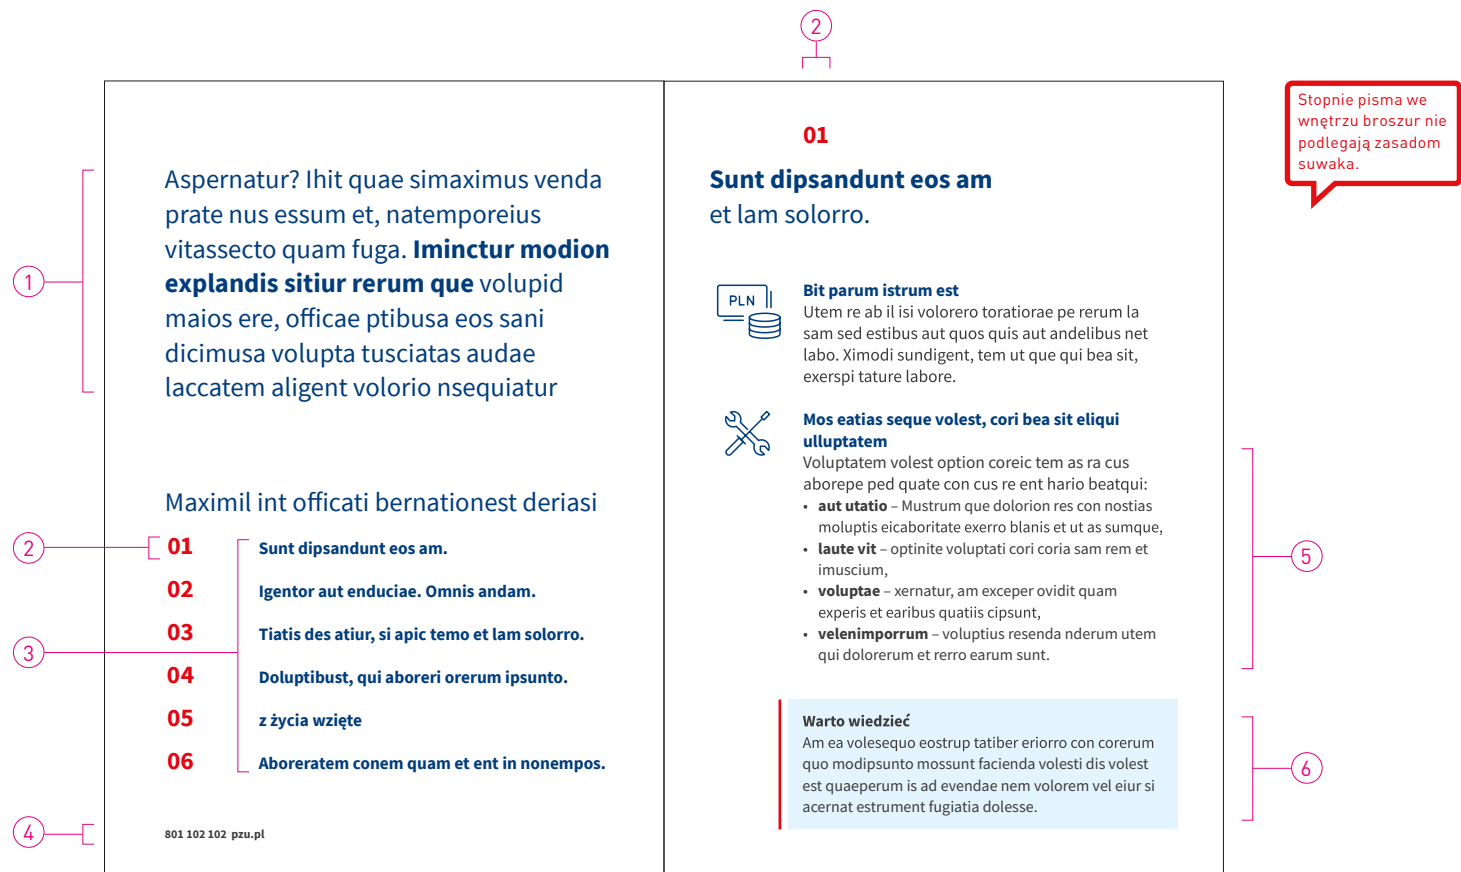 2
Stopnie pisma we
wnętrzu broszur nie
podlegają zasadom
suwaka.
1
Aspernatur? Ihit quae simaximus venda
prate nus essum et, natemporeius
vitassecto quam fuga. Iminctur modion
explandis sitiur rerum que volupid
maios ere, officae ptibusa eos sani
dicimusa volupta tusciatas audae
laccatem aligent volorio nsequiatur
Maximil int officati bernationest deriasi
2
01 Sunt dipsandunt eos am.
02 Igentor aut enduciae. Omnis andam.
03 Tiatis des atiur, si apic temo et lam solorro.
3
04 Doluptibust, qui aboreri orerum ipsunto.
05 z życia wzięte
06 Aboreratem conem quam et ent in nonempos.
4
801 102 102 pzu.pl
01
Sunt dipsandunt eos am
et lam solorro.
PLN
Bit parum istrum est
Utem re ab il isi volorero toratiorae pe rerum la
sam sed estibus aut quos quis aut andelibus net
labo. Ximodi sundigent, tem ut que qui bea sit,
exerspi tature labore.
Mos eatias seque volest, cori bea sit eliqui
ulluptatem
Voluptatem volest option coreic tem as ra cus
aborepe ped quate con cus re ent hario beatqui:
• aut utatio – Mustrum que dolorion res con nostias
moluptis eicaboritate exerro blanis et ut as sumque,
• laute vit – optinite voluptati cori coria sam rem et
imuscium,
• voluptae – xernatur, am exceper ovidit quam
experis et earibus quatiis cipsunt,
• velenimporrum – voluptius resenda nderum utem
qui dolorerum et rerro earum sunt.
5
Warto wiedzieć
Am ea volesequo eostrup tatiber eriorro con corerum
quo modipsunto mossunt facienda volesti dis volest
est quaeperum is ad evendae nem volorem vel eiur si
acernat estrument fugiatia dolesse.
6